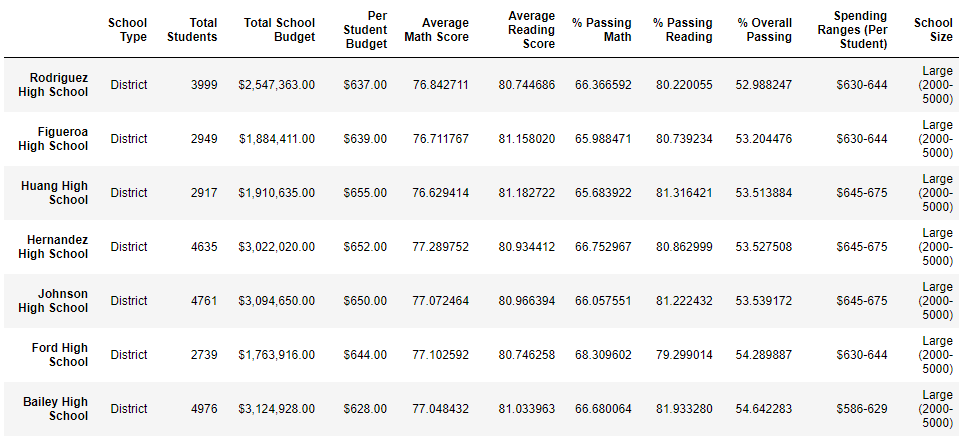 School Type | Total Students | Total School Budget | Per Student Budget | Average Math Score | Average Reading Score | % Passing Math | % Passing Reading | % Overall Passing | Spending Ranges (Per Student) | School Size
Rodriguez High School | District | 3999 | $2,547,363.00 | $637.00 | 76.842711 | 80.744686 | 66.366592 | 80.220055 | 52.988247 | $630-644 | Large (2000-5000)
Figueroa High School | District | 2949 | $1,884,411.00 | $639.00 | 76.711767 | 81.158020 | 65.988471 | 80.739234 | 53.204476 | $630-644 | Large (2000-5000)
Huang High School | District | 2917 | $1,910,635.00 | $655.00 | 76.629414 | 81.182722 | 65.683922 | 81.316421 | 53.513884 | $645-675 | Large (2000-5000)
Hernandez High School | District | 4635 | $3,022,020.00 | $652.00 | 77.289752 | 80.934412 | 66.752967 | 80.862999 | 53.527508 | $645-675 | Large (2000-5000)
Johnson High School | District | 4761 | $3,094,650.00 | $650.00 | 77.072464 | 80.966394 | 66.057551 | 81.222432 | 53.539172 | $645-675 | Large (2000-5000)
Ford High School | District | 2739 | $1,763,916.00 | $644.00 | 77.102592 | 80.746258 | 68.309602 | 79.299014 | 54.289887 | $630-644 | Large (2000-5000)
Bailey High School | District | 4976 | $3,124,928.00 | $628.00 | 77.048432 | 81.033963 | 66.680064 | 81.933280 | 54.642283 | $586-629 | Large (2000-5000)